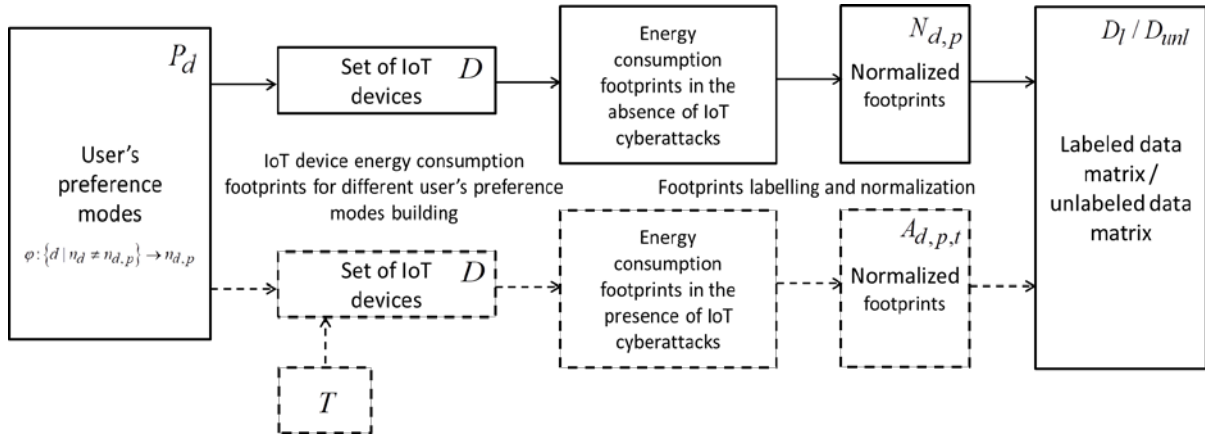 P_d
User's
preference
modes
φ:{d | n_d ≠ n_{d,p}} → n_{d,p}
Set of IoT
devices
D
Energy
consumption
footprints in the
absence of IoT
cyberattacks
N_{d,p}
Normalized
footprints
D_l / D_{unl}
Labeled data
matrix /
unlabeled data
matrix
IoT device energy consumption
footprints for different user's preference
modes building
Footprints labelling and normalization
Set of IoT
devices
D
Energy
consumption
footprints in the
presence of IoT
cyberattacks
A_{d,p,t}
Normalized
footprints
T